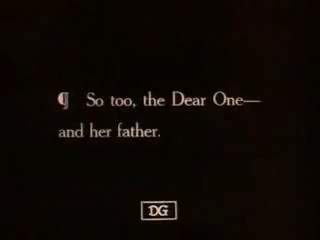 ¶ So too, the Dear One—
and her father.
DG